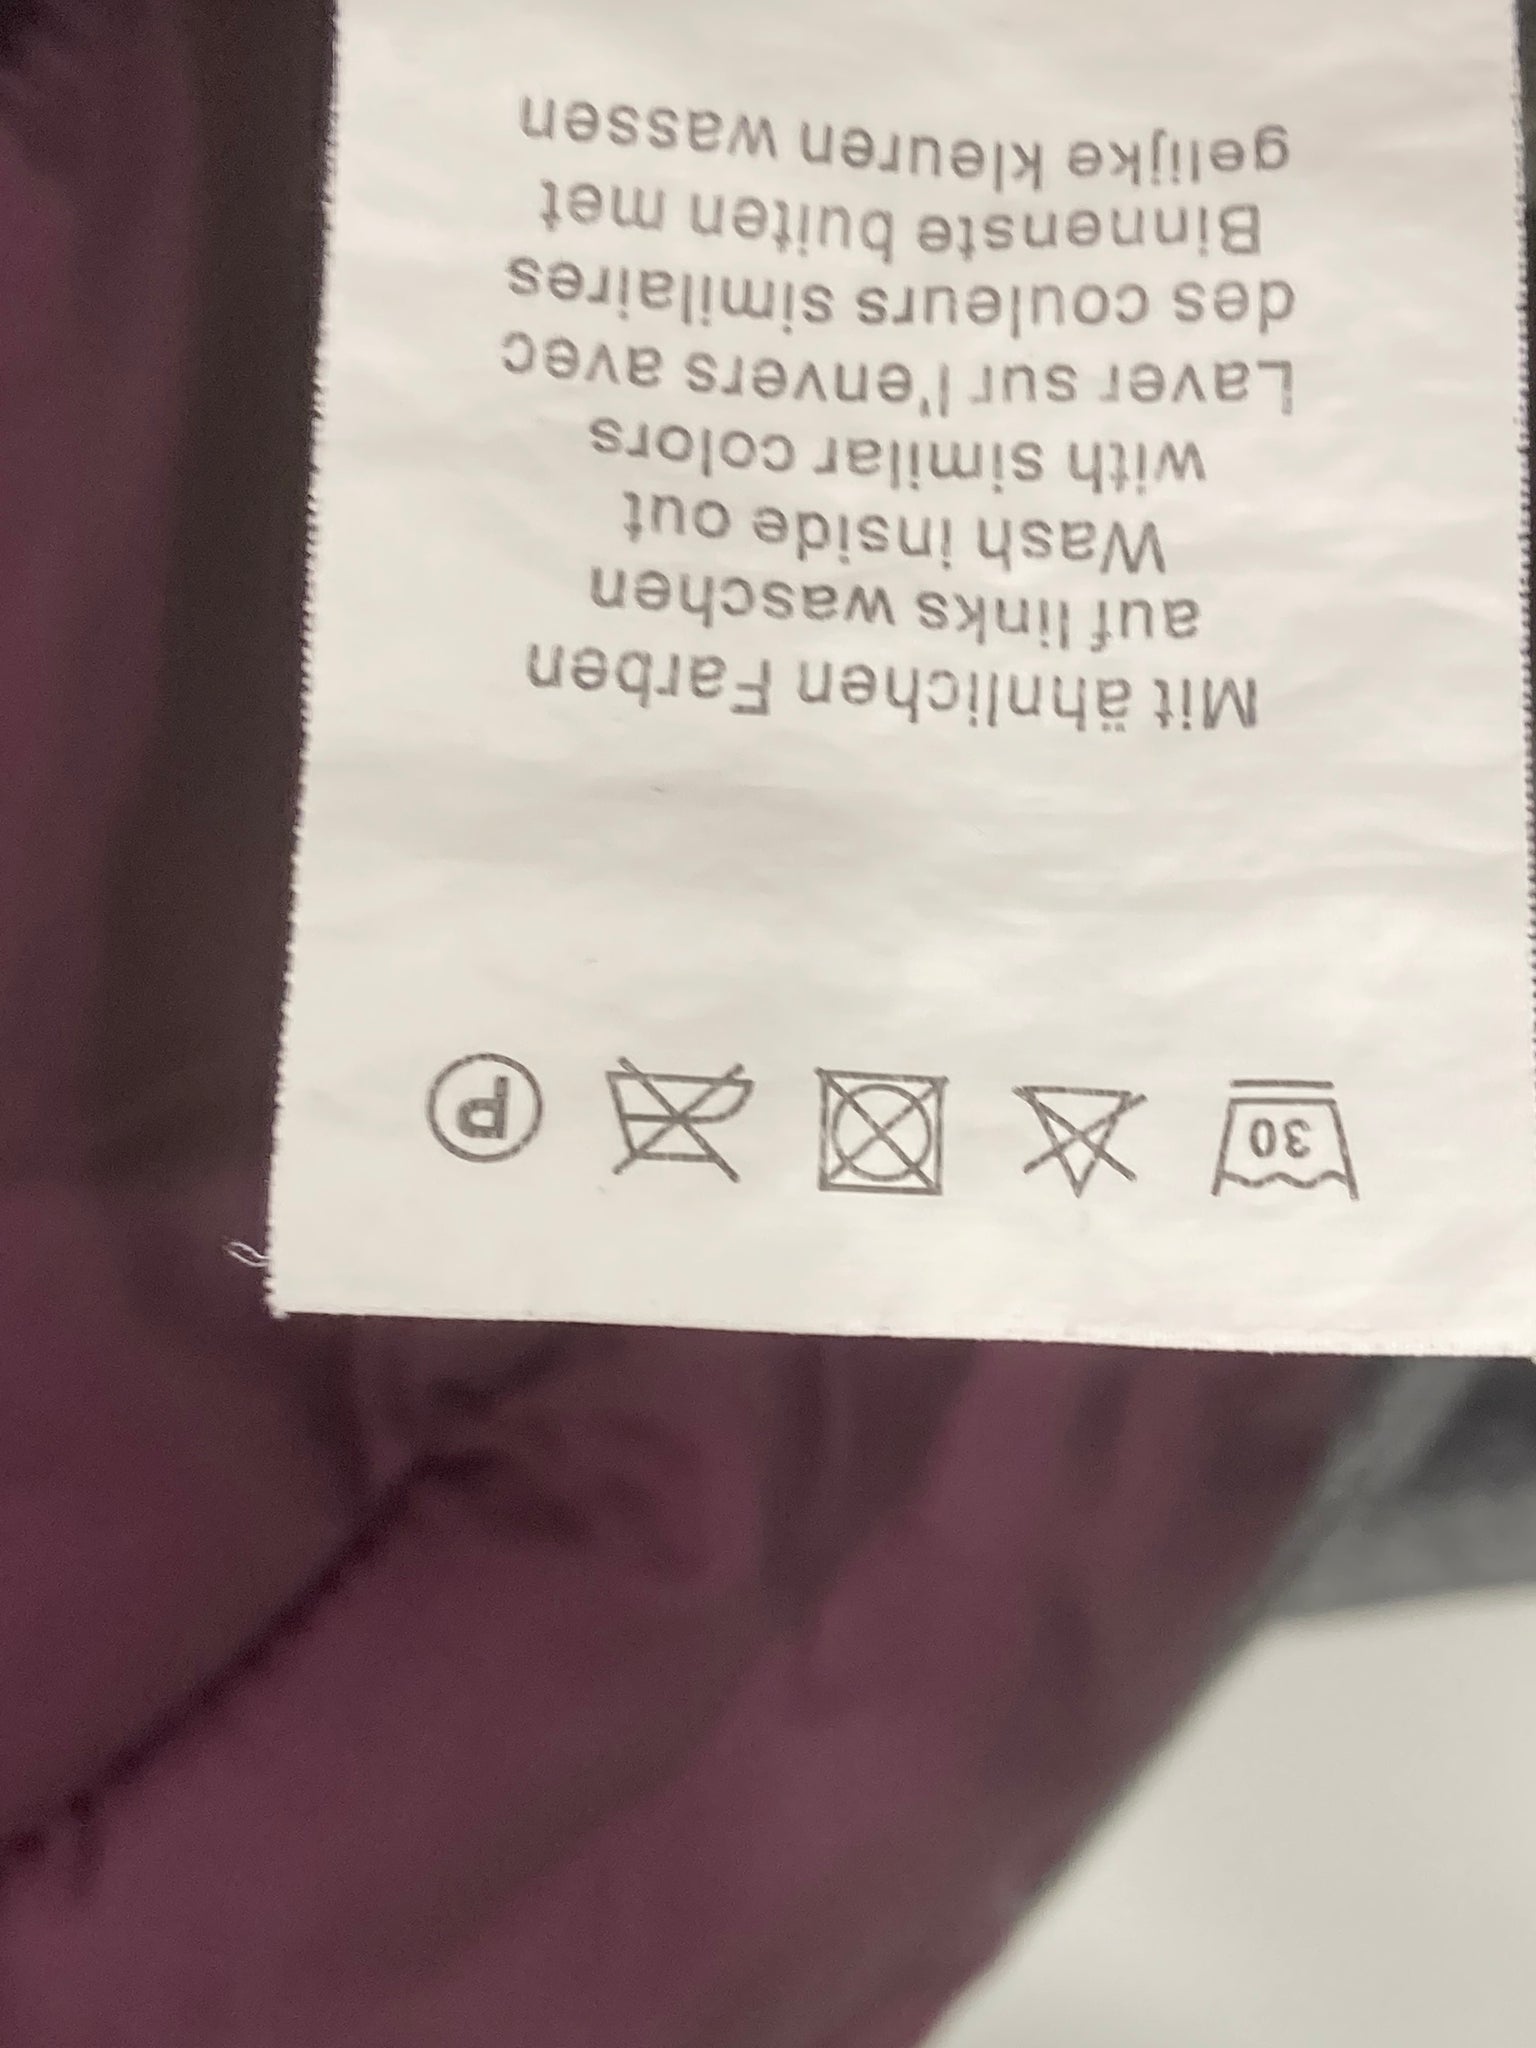 30
P
Mit ähnlichen Farben
auf links waschen
Wash inside out
with similar colors
Laver sur l'envers avec
des couleurs similaires
Binnenste buiten met
gelijke kleuren wassen